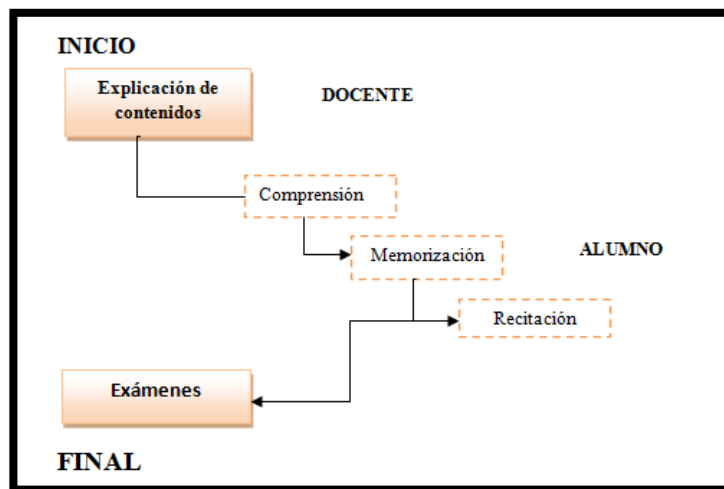 INICIO
Explicación de
contenidos
DOCENTE
Comprensión
Memorización
ALUMNO
Recitación
Exámenes
FINAL